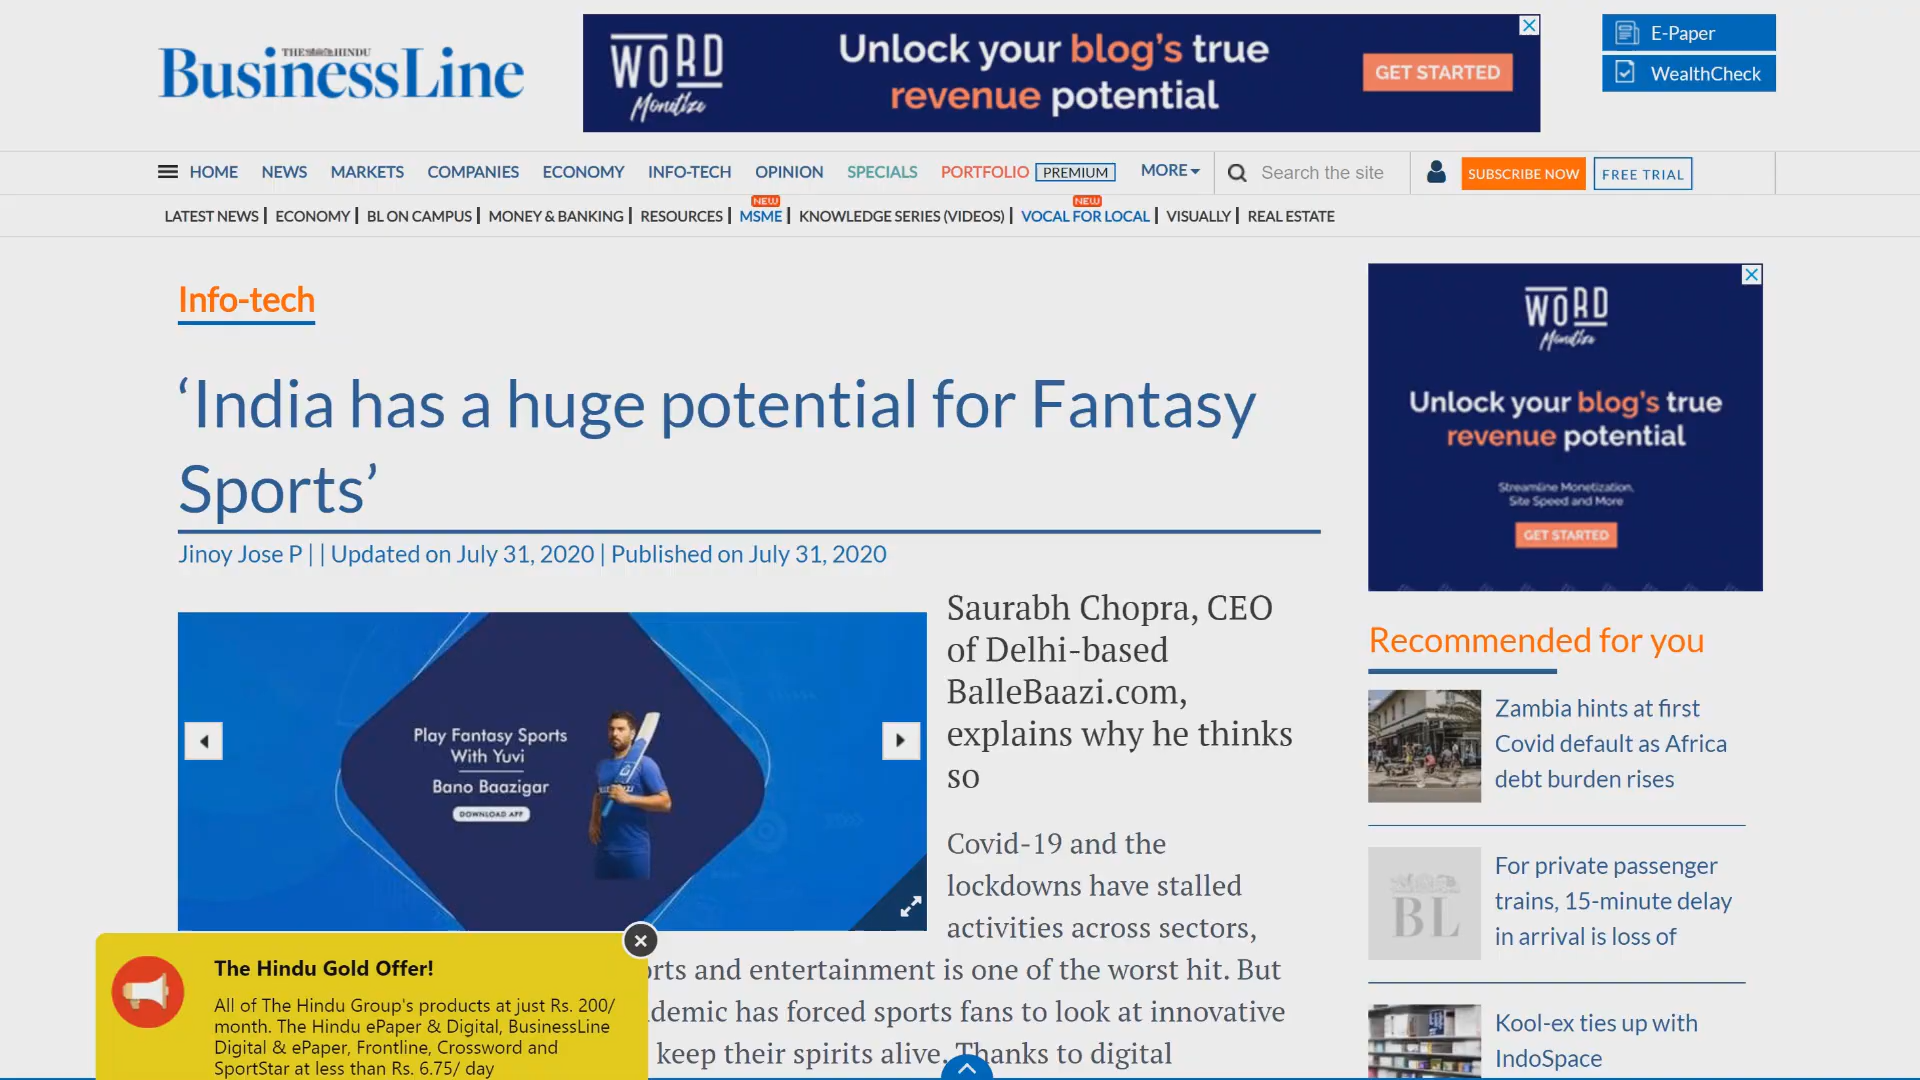 THE HINDU
BusinessLine
WORD
Monetize
Unlock your blog's true
revenue potential
GET STARTED
E-Paper
WealthCheck
HOME NEWS MARKETS COMPANIES ECONOMY INFO-TECH OPINION SPECIALS PORTFOLIO PREMIUM MORE Search the site SUBSCRIBE NOW FREE TRIAL
NEW NEW
LATEST NEWS | ECONOMY | BL ON CAMPUS | MONEY & BANKING | RESOURCES | MSME | KNOWLEDGE SERIES (VIDEOS) | VOCAL FOR LOCAL | VISUALLY | REAL ESTATE
Info-tech
‘India has a huge potential for Fantasy
Sports’
Jinoy Jose P | | Updated on July 31, 2020 | Published on July 31, 2020
Play Fantasy Sports
With Yuvi
Bano Baazigar
DOWNLOAD APP
Saurabh Chopra, CEO
of Delhi-based
BalleBaazi.com,
explains why he thinks
so
Covid-19 and the
lockdowns have stalled
activities across sectors,
rts and entertainment is one of the worst hit. But
demic has forced sports fans to look at innovative
keep their spirits alive. Thanks to digital
The Hindu Gold Offer!
All of The Hindu Group's products at just Rs. 200/
month. The Hindu ePaper & Digital, BusinessLine
Digital & ePaper, Frontline, Crossword and
SportStar at less than Rs. 6.75/ day
WORD
Monetize
Unlock your blog's true
revenue potential
Streamline Monetization,
Site Speed and More
GET STARTED
Recommended for you
Zambia hints at first
Covid default as Africa
debt burden rises
BL
For private passenger
trains, 15-minute delay
in arrival is loss of
Kool-ex ties up with
IndoSpace